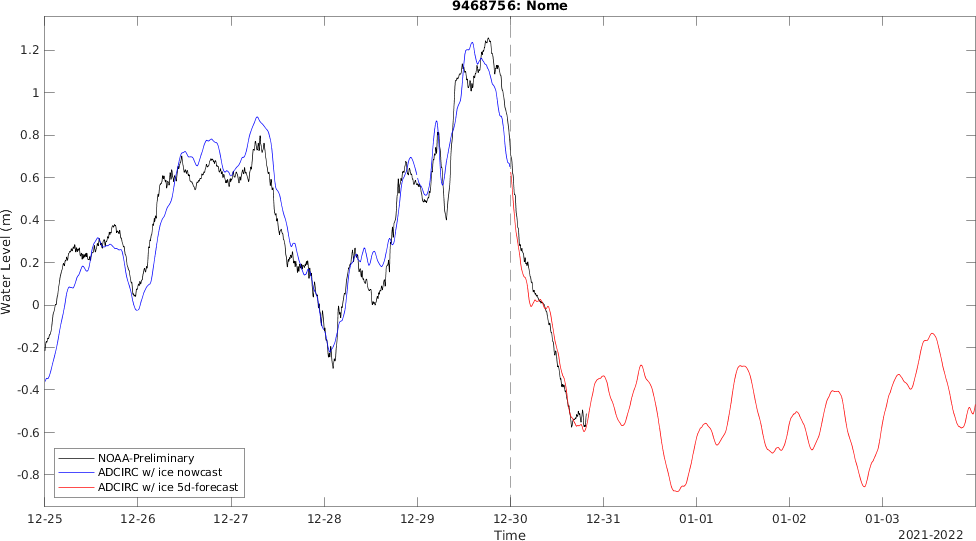 9468756: Nome
Water Level (m)
1.2
1
0.8
0.6
0.4
0.2
0
-0.2
-0.4
-0.6
-0.8
NOAA-Preliminary
ADCIRC w/ ice nowcast
ADCIRC w/ ice 5d-forecast
12-25 12-26 12-27 12-28 12-29 12-30 12-31 01-01 01-02 01-03
Time
2021-2022